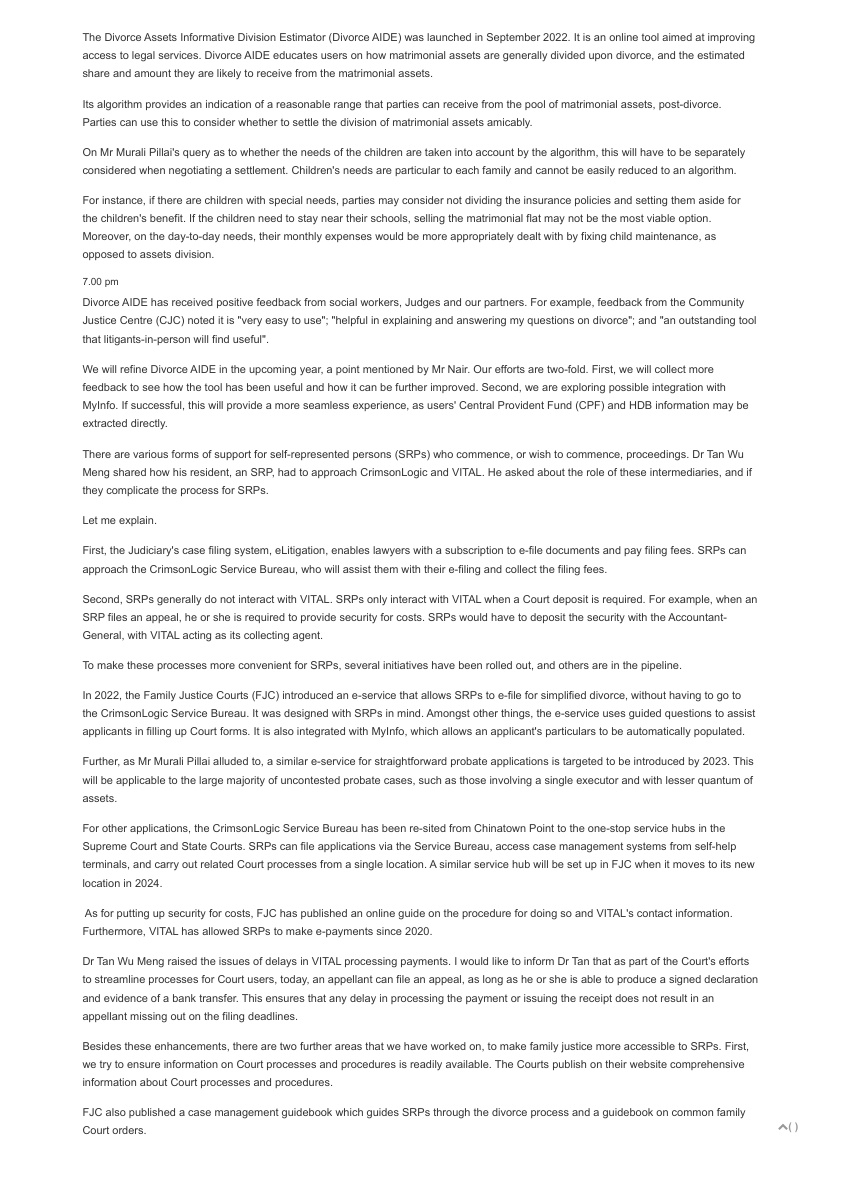 The Divorce Assets Informative Division Estimator (Divorce AIDE) was launched in September 2022. It is an online tool aimed at improving
access to legal services. Divorce AIDE educates users on how matrimonial assets are generally divided upon divorce, and the estimated
share and amount they are likely to receive from the matrimonial assets.
Its algorithm provides an indication of a reasonable range that parties can receive from the pool of matrimonial assets, post-divorce.
Parties can use this to consider whether to settle the division of matrimonial assets amicably.
On Mr Murali Pillai's query as to whether the needs of the children are taken into account by the algorithm, this will have to be separately
considered when negotiating a settlement. Children's needs are particular to each family and cannot be easily reduced to an algorithm.
For instance, if there are children with special needs, parties may consider not dividing the insurance policies and setting them aside for
the children's benefit. If the children need to stay near their schools, selling the matrimonial flat may not be the most viable option.
Moreover, on the day-to-day needs, their monthly expenses would be more appropriately dealt with by fixing child maintenance, as
opposed to assets division.
7.00 pm
Divorce AIDE has received positive feedback from social workers, Judges and our partners. For example, feedback from the Community
Justice Centre (CJC) noted it is "very easy to use"; "helpful in explaining and answering my questions on divorce"; and "an outstanding tool
that litigants-in-person will find useful".
We will refine Divorce AIDE in the upcoming year, a point mentioned by Mr Nair. Our efforts are two-fold. First, we will collect more
feedback to see how the tool has been useful and how it can be further improved. Second, we are exploring possible integration with
MyInfo. If successful, this will provide a more seamless experience, as users' Central Provident Fund (CPF) and HDB information may be
extracted directly.
There are various forms of support for self-represented persons (SRPs) who commence, or wish to commence, proceedings. Dr Tan Wu
Meng shared how his resident, an SRP, had to approach CrimsonLogic and VITAL. He asked about the role of these intermediaries, and if
they complicate the process for SRPs.
Let me explain.
First, the Judiciary's case filing system, eLitigation, enables lawyers with a subscription to e-file documents and pay filing fees. SRPs can
approach the CrimsonLogic Service Bureau, who will assist them with their e-filing and collect the filing fees.
Second, SRPs generally do not interact with VITAL. SRPs only interact with VITAL when a Court deposit is required. For example, when an
SRP files an appeal, he or she is required to provide security for costs. SRPs would have to deposit the security with the Accountant-
General, with VITAL acting as its collecting agent.
To make these processes more convenient for SRPs, several initiatives have been rolled out, and others are in the pipeline.
In 2022, the Family Justice Courts (FJC) introduced an e-service that allows SRPs to e-file for simplified divorce, without having to go to
the CrimsonLogic Service Bureau. It was designed with SRPs in mind. Amongst other things, the e-service uses guided questions to assist
applicants in filling up Court forms. It is also integrated with MyInfo, which allows an applicant's particulars to be automatically populated.
Further, as Mr Murali Pillai alluded to, a similar e-service for straightforward probate applications is targeted to be introduced by 2023. This
will be applicable to the large majority of uncontested probate cases, such as those involving a single executor and with lesser quantum of
assets.
For other applications, the CrimsonLogic Service Bureau has been re-sited from Chinatown Point to the one-stop service hubs in the
Supreme Court and State Courts. SRPs can file applications via the Service Bureau, access case management systems from self-help
terminals, and carry out related Court processes from a single location. A similar service hub will be set up in FJC when it moves to its new
location in 2024.
As for putting up security for costs, FJC has published an online guide on the procedure for doing so and VITAL's contact information.
Furthermore, VITAL has allowed SRPs to make e-payments since 2020.
Dr Tan Wu Meng raised the issues of delays in VITAL processing payments. I would like to inform Dr Tan that as part of the Court's efforts
to streamline processes for Court users, today, an appellant can file an appeal, as long as he or she is able to produce a signed declaration
and evidence of a bank transfer. This ensures that any delay in processing the payment or issuing the receipt does not result in an
appellant missing out on the filing deadlines.
Besides these enhancements, there are two further areas that we have worked on, to make family justice more accessible to SRPs. First,
we try to ensure information on Court processes and procedures is readily available. The Courts publish on their website comprehensive
information about Court processes and procedures.
FJC also published a case management guidebook which guides SRPs through the divorce process and a guidebook on common family
Court orders.
( )